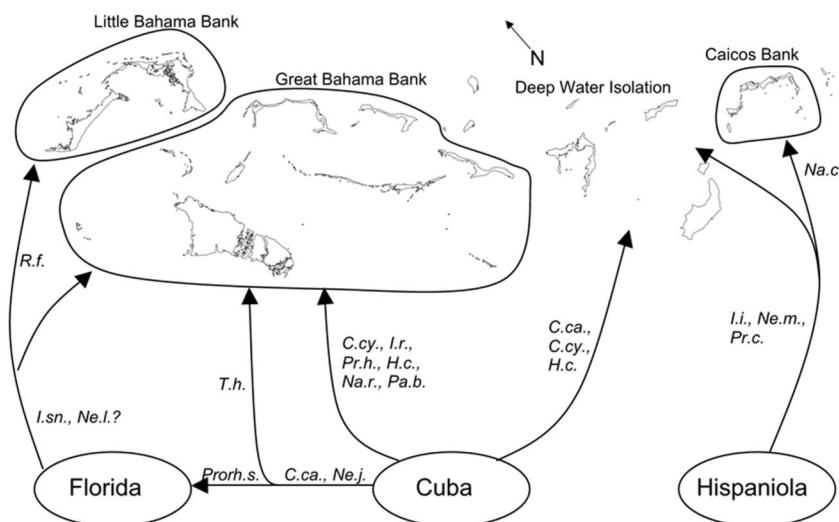 Little Bahama Bank
Great Bahama Bank
N
Deep Water Isolation
Caicos Bank
Na.c.
R.f.
I.sn., Ne.l.?
T.h.
C.cy., I.r.,
Pr.h., H.c.,
Na.r., Pa.b.
C.ca.,
C.cy.,
H.c.
I.i., Ne.m.,
Pr.c.
Prorh.s.
C.ca., Ne.j.
Florida
Cuba
Hispaniola